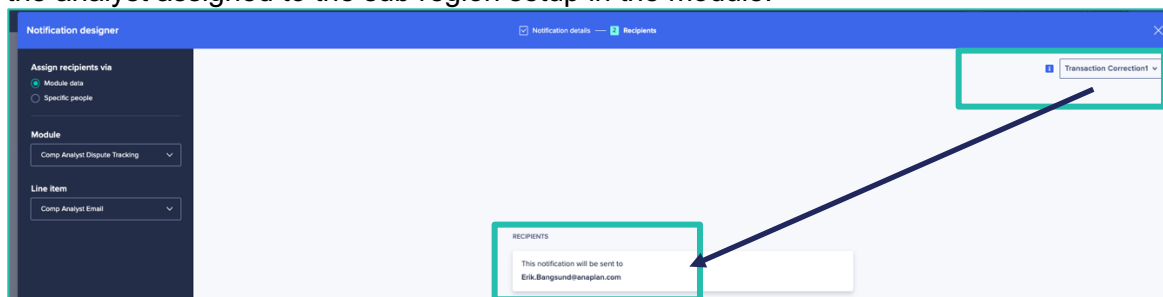 the analyst assigned to the sub region setup in the module.
Notification designer
Notification details
2 Recipients
Assign recipients via
Module data
Specific people
Transaction Correction1
Module
Comp Analyst Dispute Tracking
Line item
Comp Analyst Email
RECIPIENTS
This notification will be sent to
Erik.Bangsund@anaplan.com